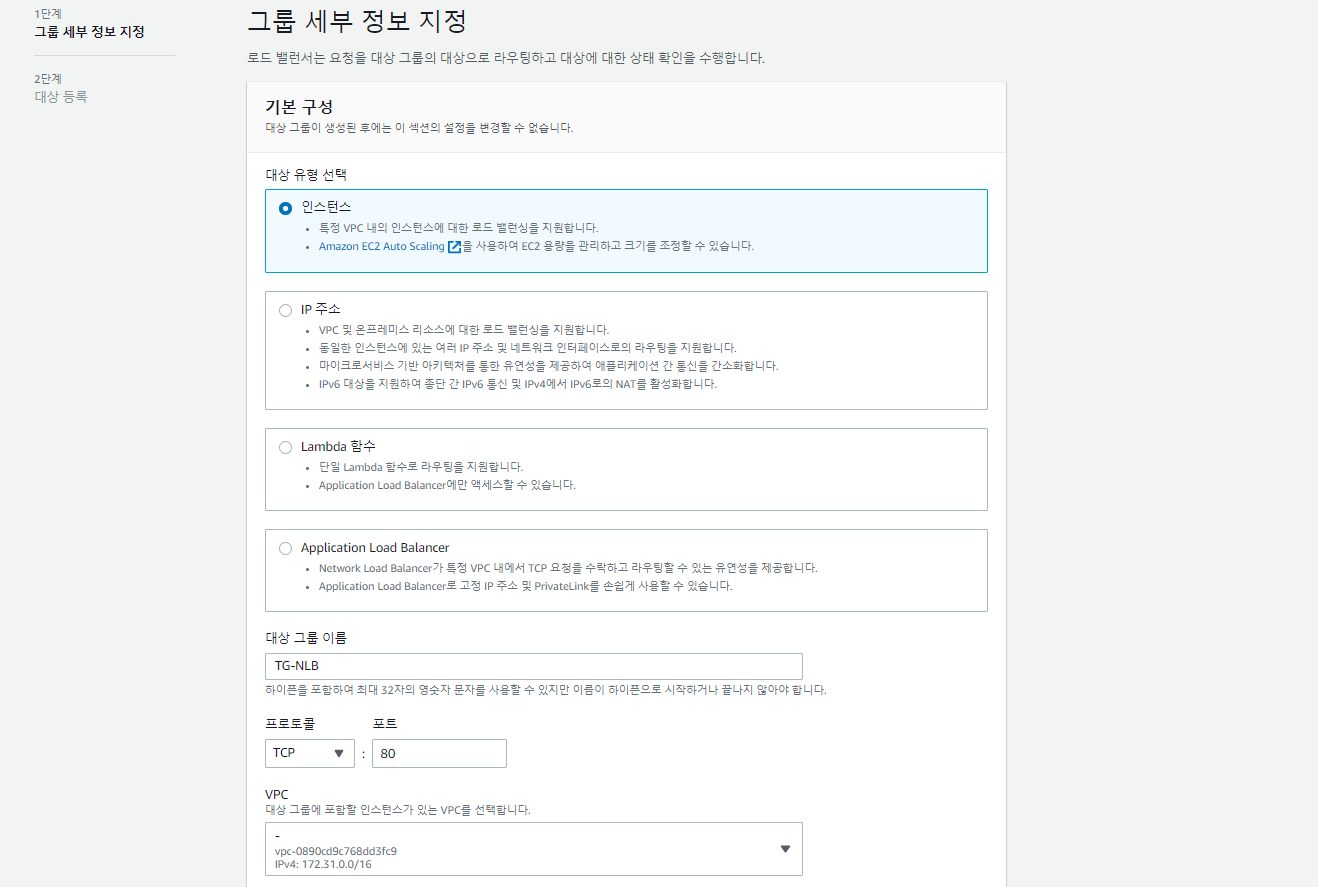 1단계
그룹 세부 정보 지정
2단계
대상 등록
그룹 세부 정보 지정
로드 밸런서는 요청을 대상 그룹의 대상으로 라우팅하고 대상에 대한 상태 확인을 수행합니다.
기본 구성
대상 그룹이 생성된 후에는 이 섹션의 설정을 변경할 수 없습니다.
대상 유형 선택
인스턴스
• 특정 VPC 내의 인스턴스에 대한 로드 밸런싱을 지원합니다.
• Amazon EC2 Auto Scaling 을 사용하여 EC2 용량을 관리하고 크기를 조정할 수 있습니다.
IP 주소
• VPC 및 온프레미스 리소스에 대한 로드 밸런싱을 지원합니다.
• 동일한 인스턴스에 있는 여러 IP 주소 및 네트워크 인터페이스로의 라우팅을 지원합니다.
• 마이크로서비스 기반 아키텍처를 통한 유연성을 제공하여 애플리케이션 간 통신을 간소화합니다.
• IPv6 대상을 지원하여 종단 간 IPv6 통신 및 IPv4에서 IPv6로의 NAT를 활성화합니다.
Lambda 함수
• 단일 Lambda 함수로 라우팅을 지원합니다.
• Application Load Balancer에만 액세스할 수 있습니다.
Application Load Balancer
• Network Load Balancer가 특정 VPC 내에서 TCP 요청을 수락하고 라우팅할 수 있는 유연성을 제공합니다.
• Application Load Balancer로 고정 IP 주소 및 PrivateLink를 손쉽게 사용할 수 있습니다.
대상 그룹 이름
TG-NLB
하이픈을 포함하여 최대 32자의 영숫자 문자를 사용할 수 있지만 이름이 하이픈으로 시작하거나 끝나지 않아야 합니다.
프로토콜 포트
TCP : 80
VPC
대상 그룹에 포함할 인스턴스가 있는 VPC를 선택합니다.
-
vpc-0890cd9c768dd3fc9
IPv4: 172.31.0.0/16